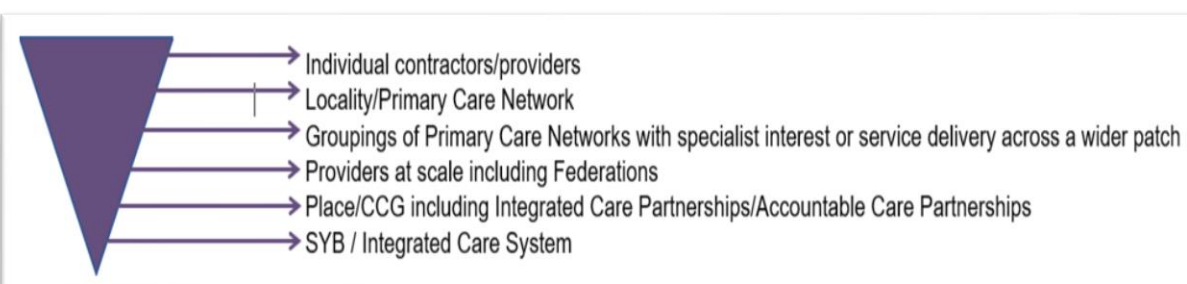 Individual contractors/providers
Locality/Primary Care Network
Groupings of Primary Care Networks with specialist interest or service delivery across a wider patch
Providers at scale including Federations
Place/CCG including Integrated Care Partnerships/Accountable Care Partnerships
SYB / Integrated Care System